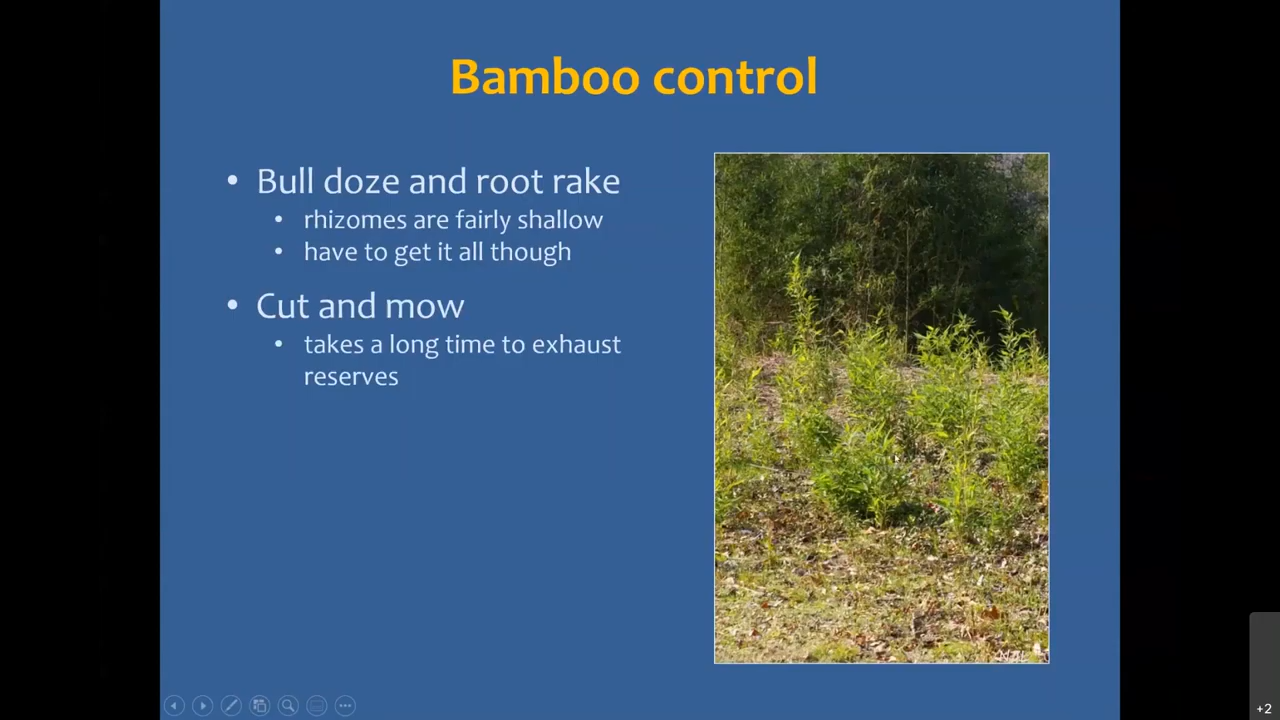 Bamboo control
• Bull doze and root rake
• rhizomes are fairly shallow
• have to get it all though
• Cut and mow
• takes a long time to exhaust
reserves
+2